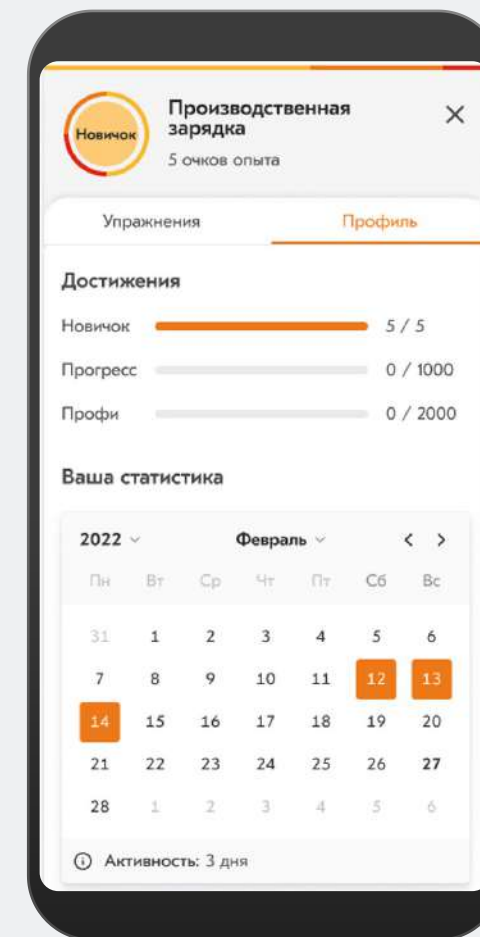 Новичок
Производственная
зарядка
5 очков опыта
Упражнения Профиль
Достижения
Новичок 5 / 5
Прогресс 0 / 1000
Профи 0 / 2000
Ваша статистика
2022 Февраль
Пн Вт Ср Чт Пт Сб Вс
31 1 2 3 4 5 6
7 8 9 10 11 12 13
14 15 16 17 18 19 20
21 22 23 24 25 26 27
28 1 2 3 4 5 6
Активность: 3 дня